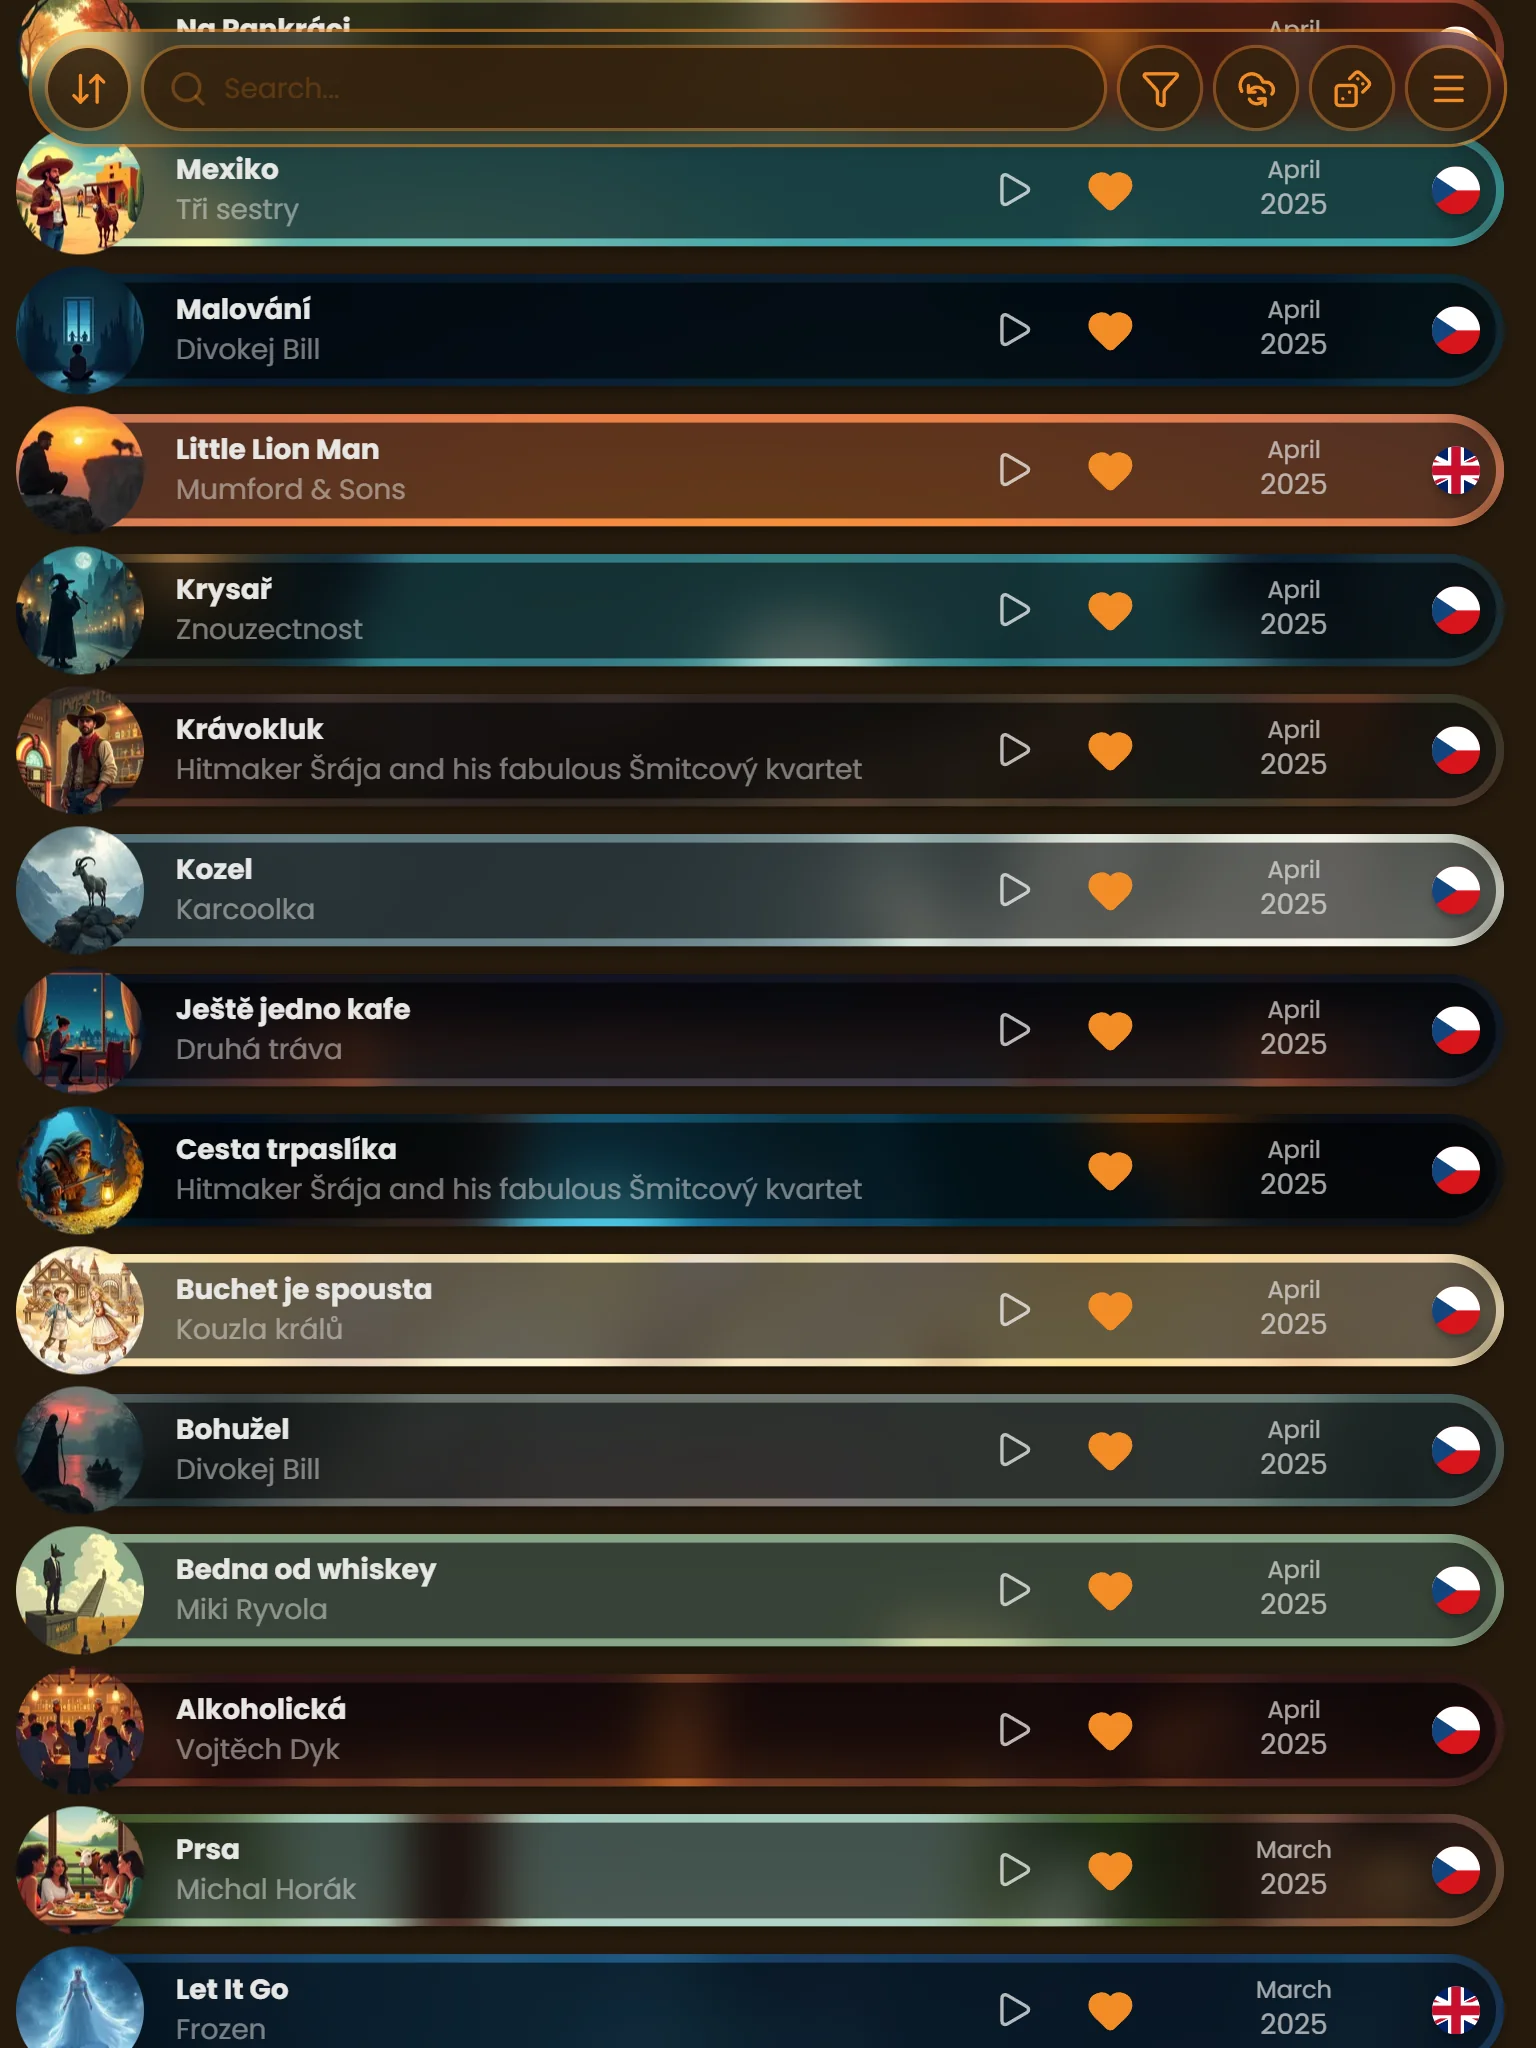 Na Pankráci
April
Search...
Mexiko
Tři sestry
April
2025
Malování
Divokej Bill
April
2025
Little Lion Man
Mumford & Sons
April
2025
Krysař
Znouzectnost
April
2025
Krávokluk
Hitmaker Šrája and his fabulous Šmitcový kvartet
April
2025
Kozel
Karcoolka
April
2025
Ještě jedno kafe
Druhá tráva
April
2025
Cesta trpaslíka
Hitmaker Šrája and his fabulous Šmitcový kvartet
April
2025
Buchet je spousta
Kouzla králů
April
2025
Bohužel
Divokej Bill
April
2025
Bedna od whiskey
Miki Ryvola
April
2025
Alkoholická
Vojtěch Dyk
April
2025
Prsa
Michal Horák
March
2025
Let It Go
Frozen
March
2025